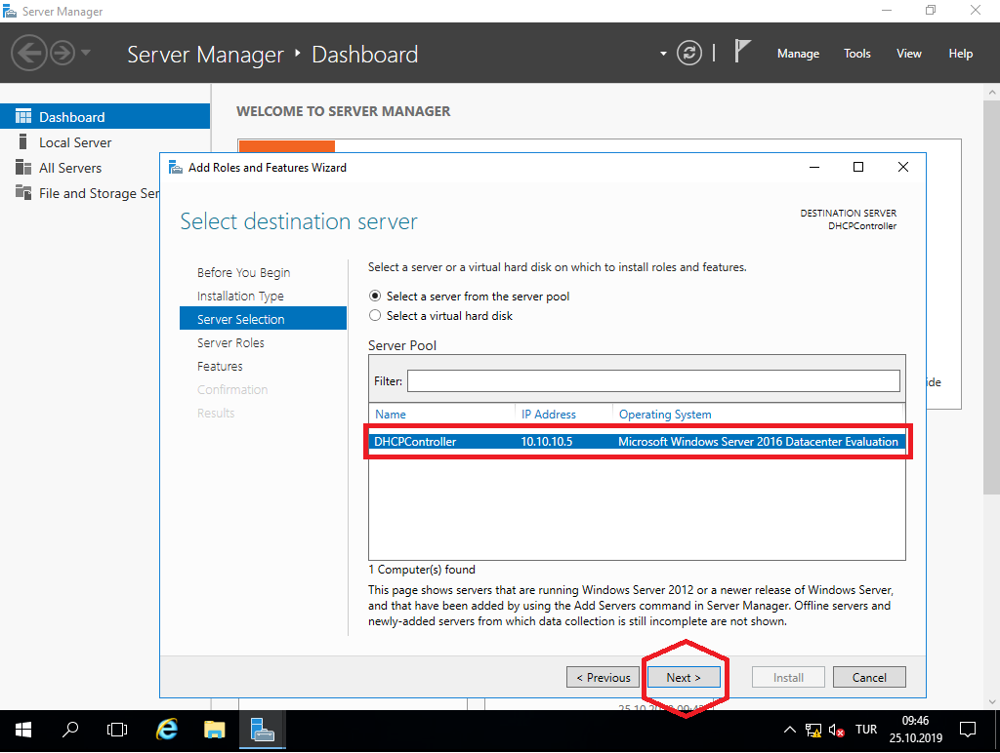 Server Manager
Server Manager ‣ Dashboard
Manage Tools View Help
Dashboard
Local Server
All Servers
File and Storage Ser
WELCOME TO SERVER MANAGER
Add Roles and Features Wizard
Select destination server
DESTINATION SERVER
DHCPController
Before You Begin
Installation Type
Server Selection
Server Roles
Features
Confirmation
Results
Select a server or a virtual hard disk on which to install roles and features.
Select a server from the server pool
Select a virtual hard disk
Server Pool
Filter:
Name IP Address Operating System
DHCPController 10.10.10.5 Microsoft Windows Server 2016 Datacenter Evaluation
1 Computer(s) found
This page shows servers that are running Windows Server 2012 or a newer release of Windows Server,
and that have been added by using the Add Servers command in Server Manager. Offline servers and
newly-added servers from which data collection is still incomplete are not shown.
ide
< Previous Next > Install Cancel
TUR
09:46
25.10.2019